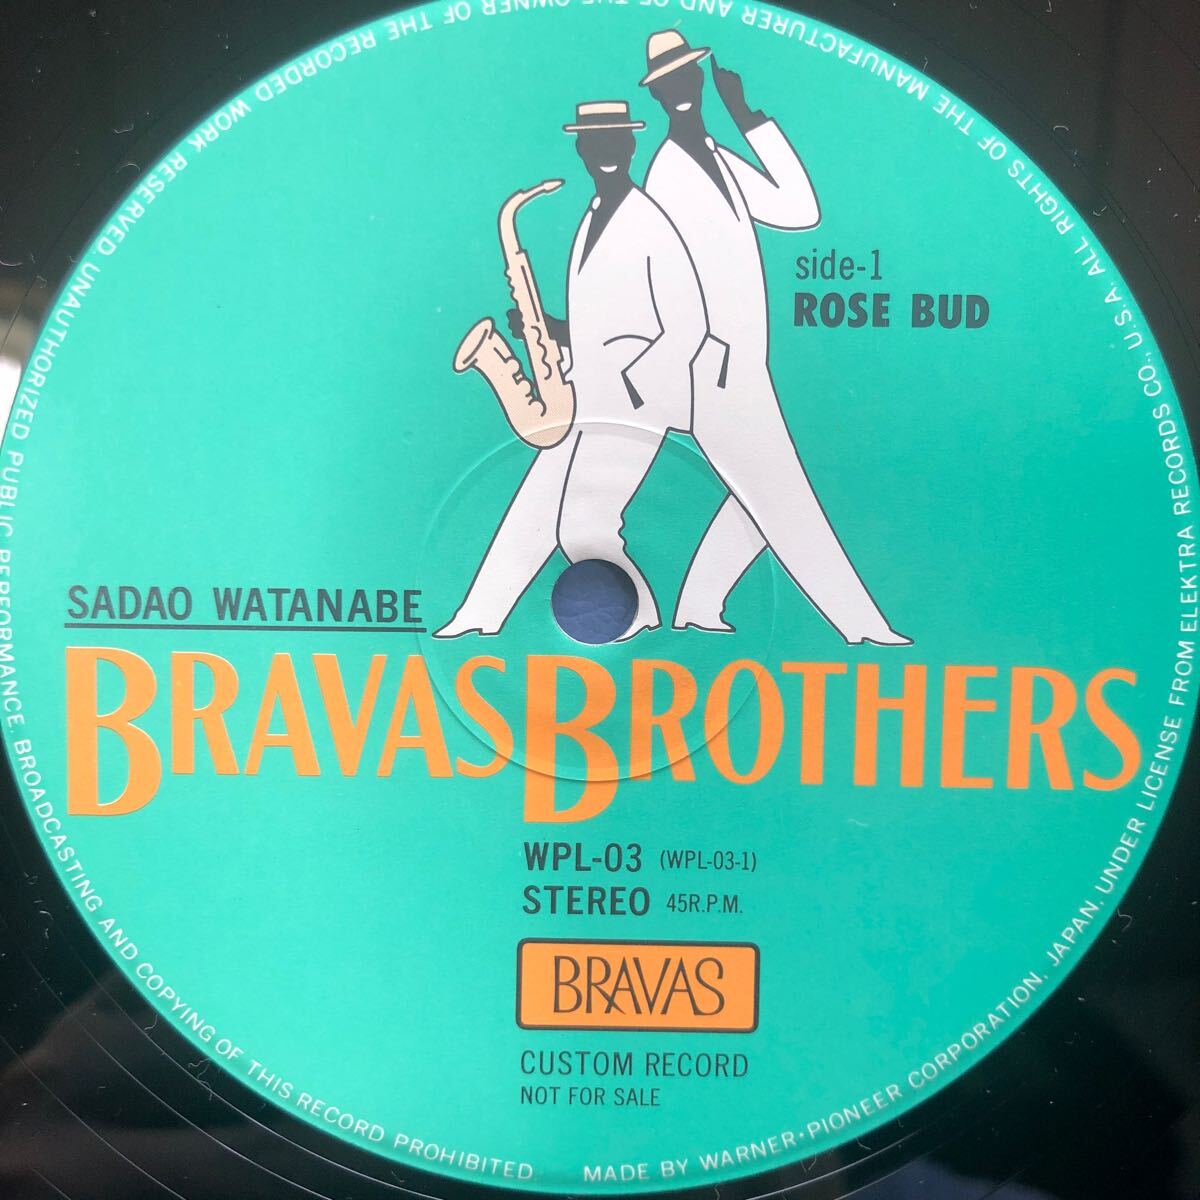 side-1
ROSE BUD
SADAO WATANABE
BRAVAS BROTHERS
WPL-03 (WPL-03-1)
STEREO 45R.P.M.
BRAVAS
CUSTOM RECORD
NOT FOR SALE
MADE BY WARNER·PIONEER CORPORATION, JAPAN. UNDER LICENSE FROM ELEKTRA RECORDS CO., U.S.A. ALL RIGHTS OF THE MANUFACTURER AND OF THE OWNER OF THE RECORDED WORK RESERVED. UNAUTHORIZED PUBLIC PERFORMANCE. BROADCASTING AND COPYING OF THIS RECORD PROHIBITED